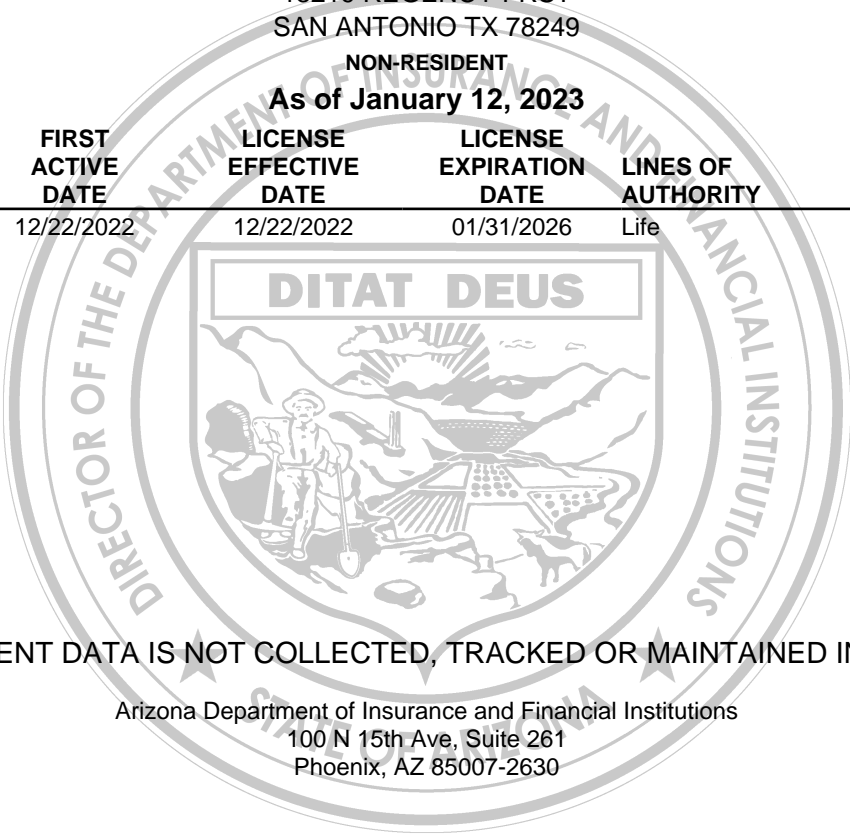 SAN ANTONIO TX 78249
NON-RESIDENT
As of January 12, 2023
FIRST ACTIVE DATE
LICENSE EFFECTIVE DATE
LICENSE EXPIRATION DATE
LINES OF AUTHORITY
12/22/2022 12/22/2022 01/31/2026 Life
DIRECTOR OF THE DEPARTMENT OF INSURANCE AND FINANCIAL INSTITUTIONS
DITAT DEUS
ENT DATA IS NOT COLLECTED, TRACKED OR MAINTAINED IN
STATE OF ARIZONA
Arizona Department of Insurance and Financial Institutions
100 N 15th Ave, Suite 261
Phoenix, AZ 85007-2630